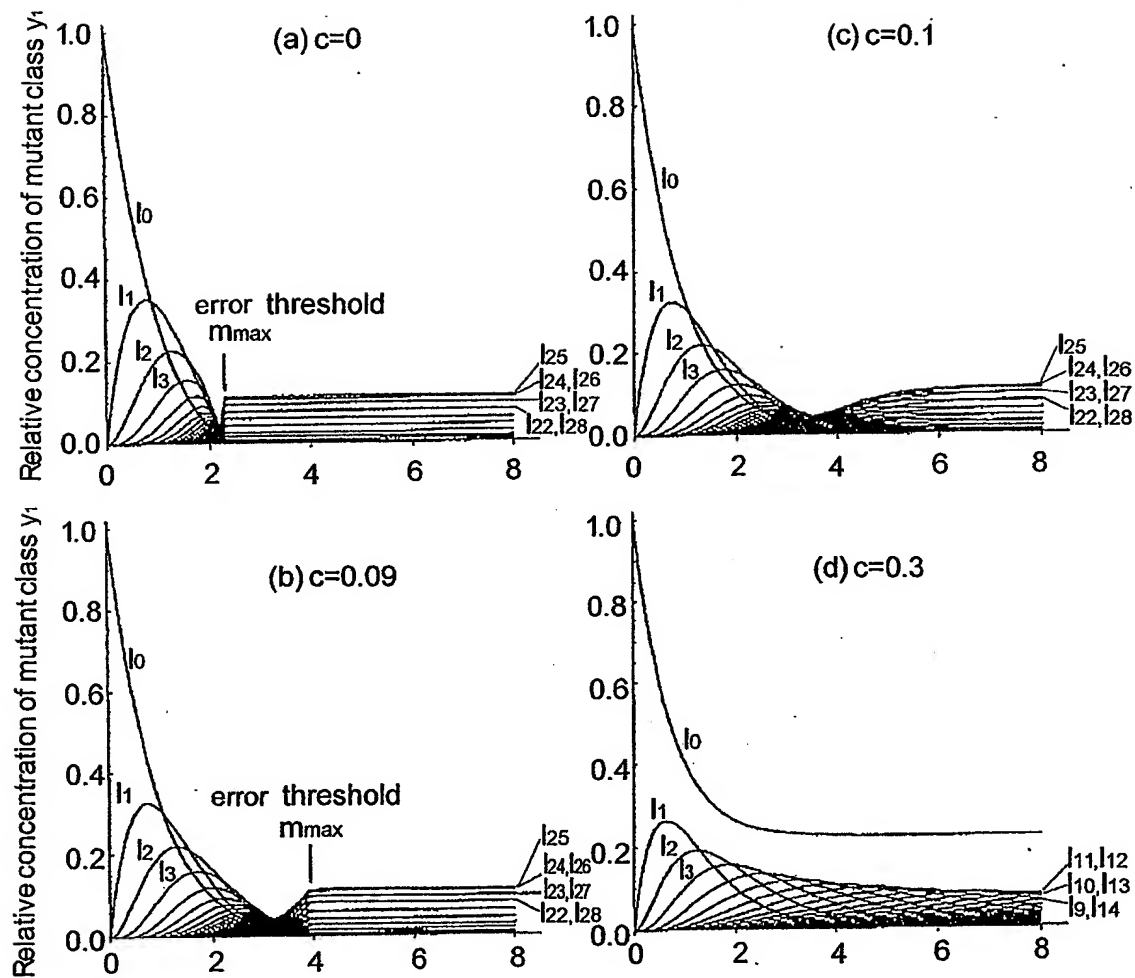 Relative concentration of mutant class y1
1.0
0.8
0.6
0.4
0.2
0.0
(a) c=0
I0
I1
I2
I3
error threshold
mmax
I25
I24,I26
I23,I27
I22,I28
0 2 4 6 8
1.0
0.8
0.6
0.4
0.2
0.0
(c) c=0.1
I0
I1
I2
I3
I25
I24,I26
I23,I27
I22,I28
0 2 4 6 8
Relative concentration of mutant class y1
1.0
0.8
0.6
0.4
0.2
0.0
(b) c=0.09
I0
I1
I2
I3
error threshold
mmax
I25
I24,I26
I23,I27
I22,I28
0 2 4 6 8
1.0
0.8
0.6
0.4
0.2
0.0
(d) c=0.3
I0
I1
I2
I3
I11,I12
I10,I13
I9,I14
0 2 4 6 8